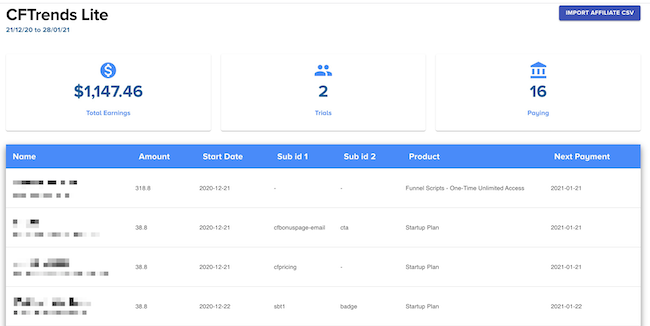 CFTrends Lite
IMPORT AFFILIATE CSV
21/12/20 to 28/01/21
$1,147.46 2 16
Total Earnings Trials Paying
Name Amount Start Date Sub id 1 Sub id 2 Product Next Payment
318.8 2020-12-21 - - Funnel Scripts - One-Time Unlimited Access 2021-01-21
38.8 2020-12-21 cfbonuspage-email cta Startup Plan 2021-01-21
38.8 2020-12-21 cfpricing - Startup Plan 2021-01-21
38.8 2020-12-22 sbt1 badge Startup Plan 2021-01-22